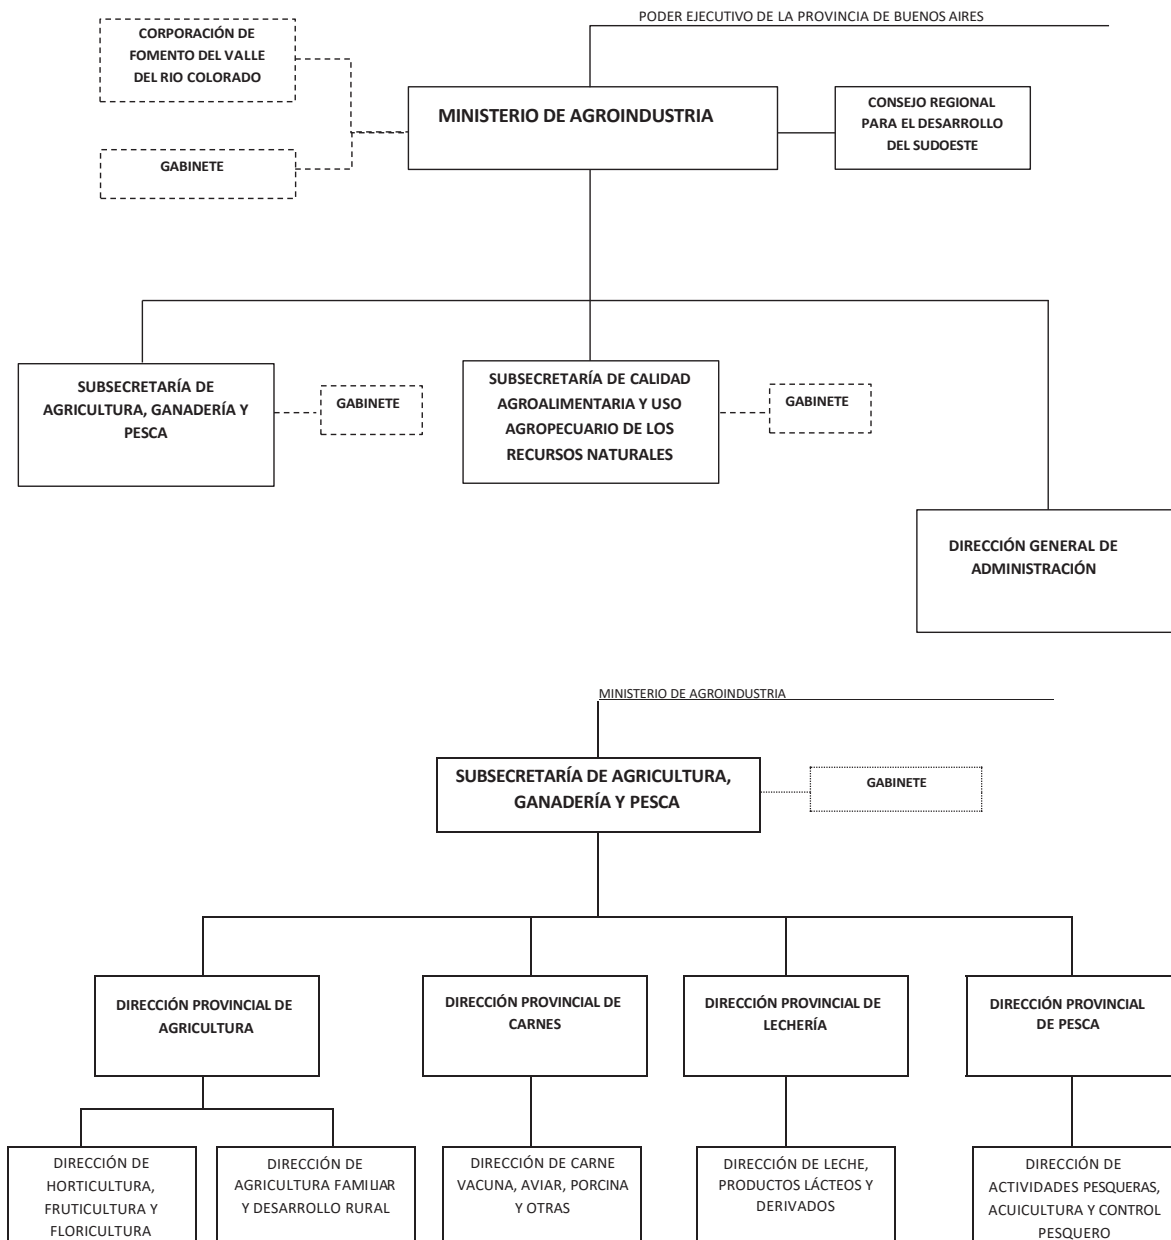 PODER EJECUTIVO DE LA PROVINCIA DE BUENOS AIRES
CORPORACIÓN DE
FOMENTO DEL VALLE
DEL RIO COLORADO
GABINETE
MINISTERIO DE AGROINDUSTRIA
CONSEJO REGIONAL
PARA EL DESARROLLO
DEL SUDOESTE
SUBSECRETARÍA DE
AGRICULTURA, GANADERÍA Y
PESCA
GABINETE
SUBSECRETARÍA DE CALIDAD
AGROALIMENTARIA Y USO
AGROPECUARIO DE LOS
RECURSOS NATURALES
GABINETE
DIRECCIÓN GENERAL DE
ADMINISTRACIÓN
MINISTERIO DE AGROINDUSTRIA
SUBSECRETARÍA DE AGRICULTURA,
GANADERÍA Y PESCA
GABINETE
DIRECCIÓN PROVINCIAL DE
AGRICULTURA
DIRECCIÓN PROVINCIAL DE
CARNES
DIRECCIÓN PROVINCIAL DE
LECHERÍA
DIRECCIÓN PROVINCIAL
DE PESCA
DIRECCIÓN DE
HORTICULTURA,
FRUTICULTURA Y
FLORICULTURA
DIRECCIÓN DE
AGRICULTURA FAMILIAR
Y DESARROLLO RURAL
DIRECCIÓN DE CARNE
VACUNA, AVIAR, PORCINA
Y OTRAS
DIRECCIÓN DE LECHE,
PRODUCTOS LÁCTEOS Y
DERIVADOS
DIRECCIÓN DE
ACTIVIDADES PESQUERAS,
ACUICULTURA Y CONTROL
PESQUERO